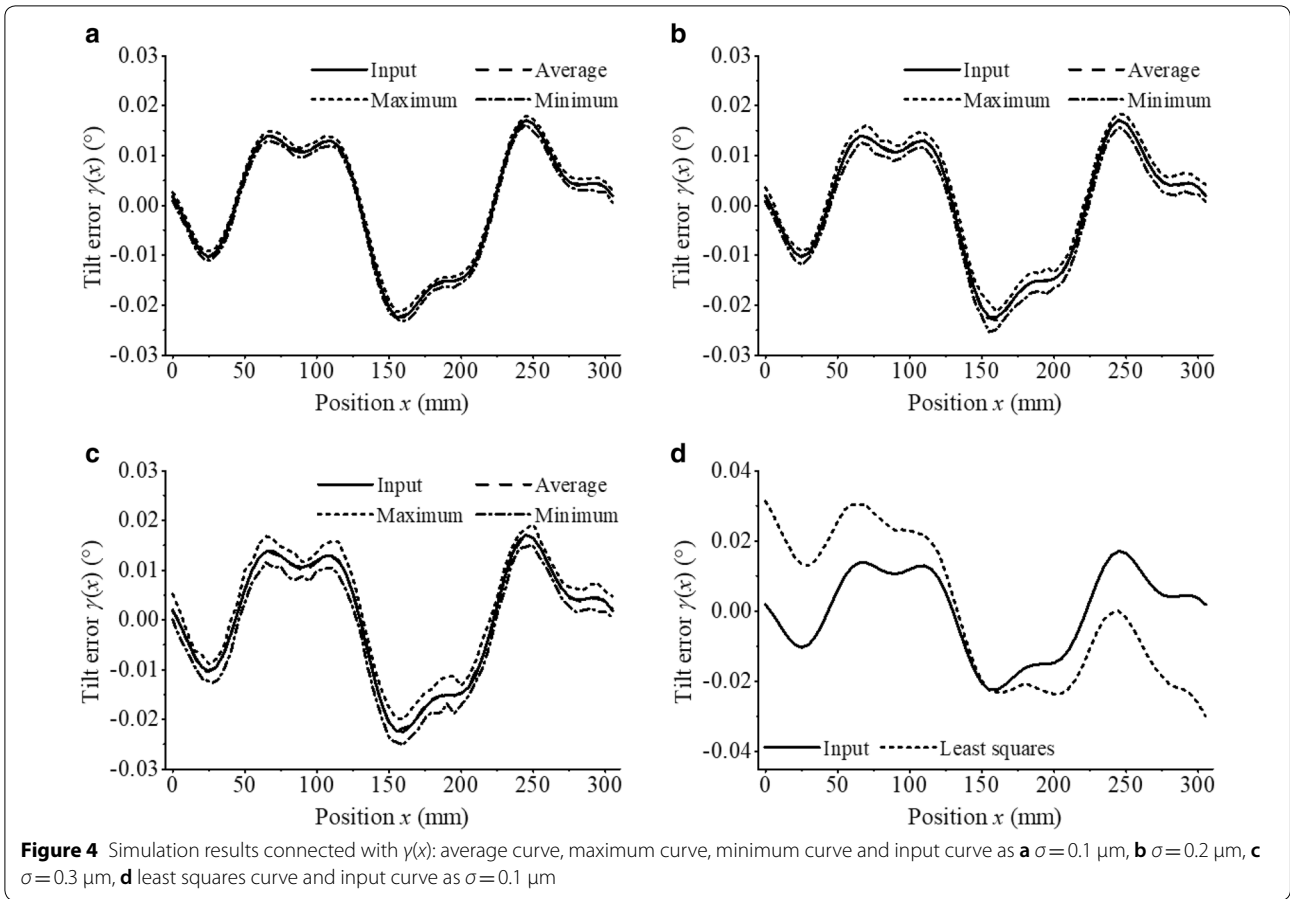 a
0.03
0.02
0.01
0.00
-0.01
-0.02
-0.03
Tilt error γ(x) (°)
Input
Average
Maximum
Minimum
0 50 100 150 200 250 300
Position x (mm)
b
0.03
0.02
0.01
0.00
-0.01
-0.02
-0.03
Tilt error γ(x) (°)
Input
Average
Maximum
Minimum
0 50 100 150 200 250 300
Position x (mm)
c
0.03
0.02
0.01
0.00
-0.01
-0.02
-0.03
Tilt error γ(x) (°)
Input
Average
Maximum
Minimum
0 50 100 150 200 250 300
Position x (mm)
d
0.04
0.02
0.00
-0.02
-0.04
Tilt error γ(x) (°)
Input
Least squares
0 50 100 150 200 250 300
Position x (mm)
Figure 4 Simulation results connected with γ(x): average curve, maximum curve, minimum curve and input curve as a σ=0.1 μm, b σ=0.2 μm, c
σ=0.3 μm, d least squares curve and input curve as σ=0.1 μm